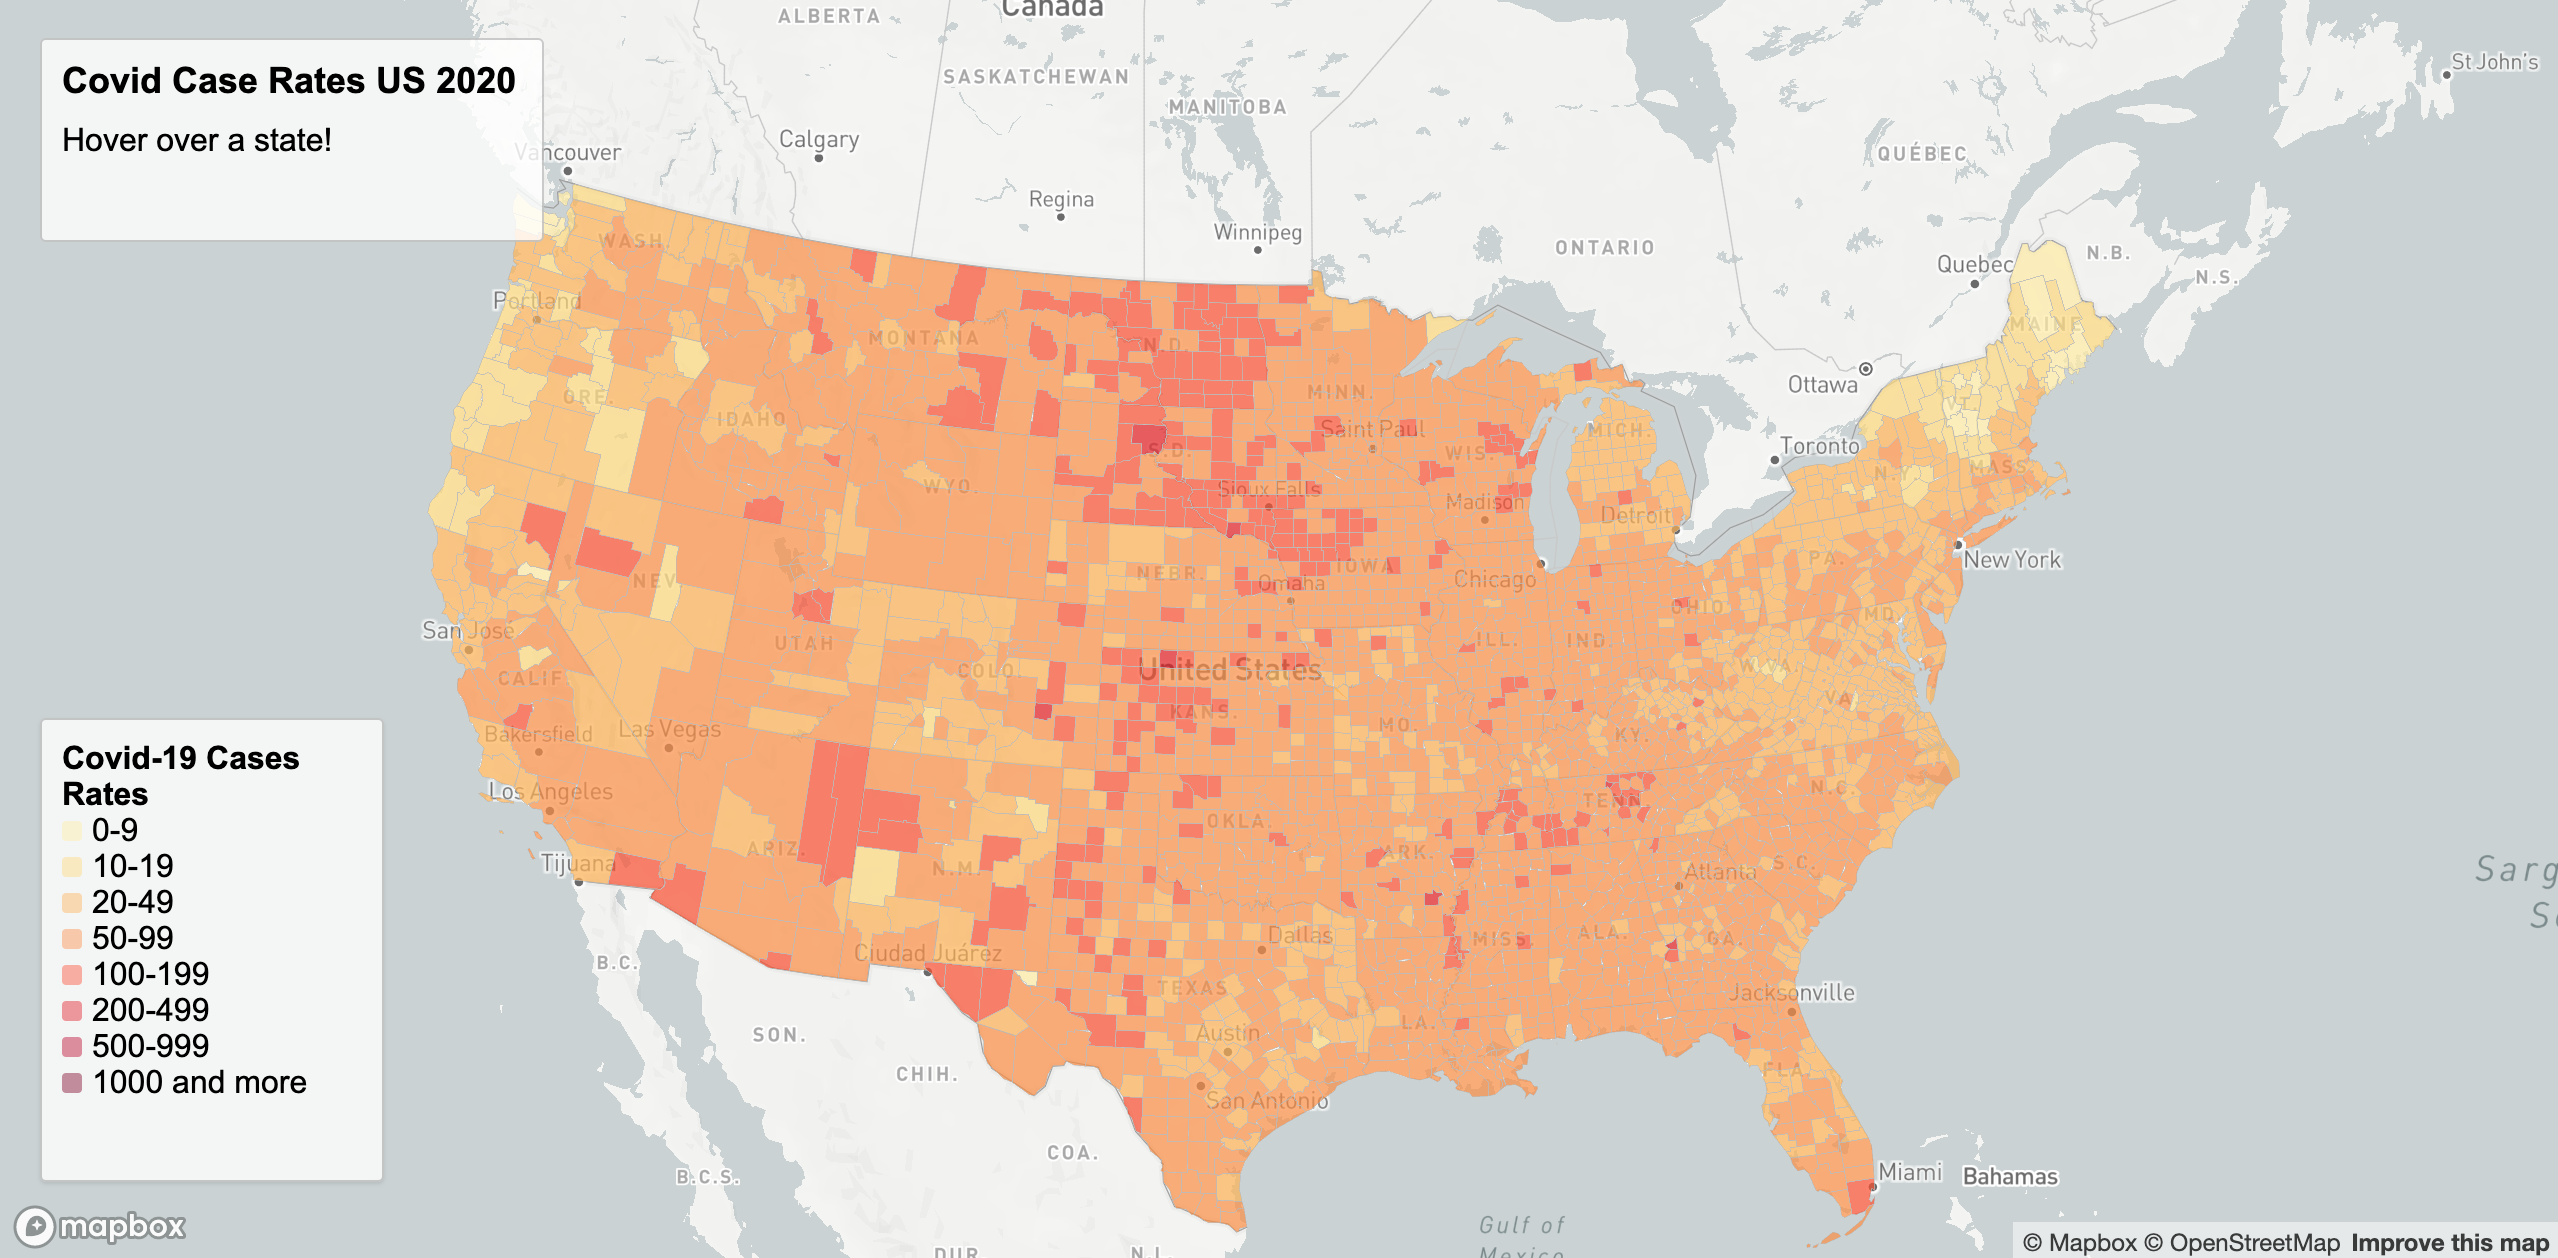 Covid Case Rates US 2020
Hover over a state!
Canada
ALBERTA
SASKATCHEWAN
MANITOBA
St John's
Calgary
Vancouver
QUÉBEC
Regina
Winnipeg
ONTARIO
N.B.
Quebec
N.S.
WASH.
Portland
MONTANA
N.D.
MAINE
ORE.
IDAHO
MINN.
Ottawa
VT.
Saint Paul
MICH.
Toronto
S.D.
WIS.
N.Y.
MASS.
WYO.
Sioux Falls
Madison
Detroit
New York
NEV.
NEBR.
IOWA
Chicago
PA.
Omaha
OHIO
MD.
San José
UTAH
ILL.
IND.
United States
COLO.
W.VA.
CALIF.
VA.
KANS.
MO.
KY.
Bakersfield
Las Vegas
Los Angeles
OKLA.
TENN.
N.C.
ARIZ.
N.M.
ARK.
Tijuana
Atlanta
S.C.
Sarg
S
Ciudad Juárez
Dallas
MISS.
ALA.
GA.
B.C.
TEXAS
Jacksonville
SON.
Austin
LA.
CHIH.
FLA.
San Antonio
COA.
B.C.S.
Miami
Bahamas
Gulf of
Mexico
DUR.
N.L.
Covid-19 Cases
Rates
0-9
10-19
20-49
50-99
100-199
200-499
500-999
1000 and more
mapbox
© Mapbox © OpenStreetMap Improve this map